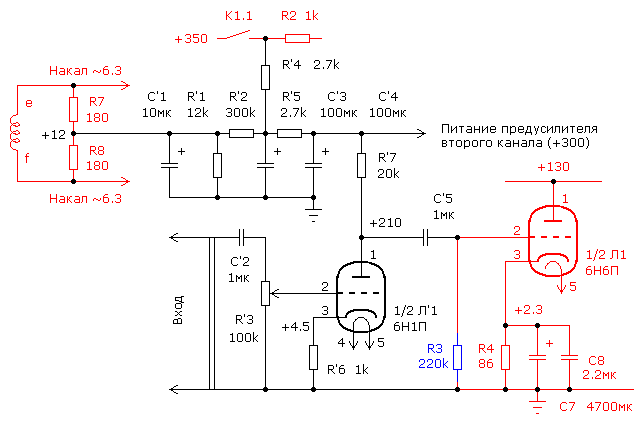 K1.1
R2 1k
+350
Накал ~6.3
R'4 2.7k
e
R7
180
C'1
10мк
R'1
12k
R'2
300k
R'5
2.7k
C'3
100мк
C'4
100мк
+12
+
+
+
Питание предусилителя
второго канала (+300)
f
R8
180
R'7
20k
+130
Накал ~6.3
C'5
1мк
1
+210
2
1
3
C'2
1мк
1/2 Л1
6Н6П
5
2
Вход
R'3
100k
3
+4.5
1/2 Л'1
6Н1П
+2.3
4
5
R3
220k
R4
86
+
C8
2.2мк
R'6 1k
C7 4700мк